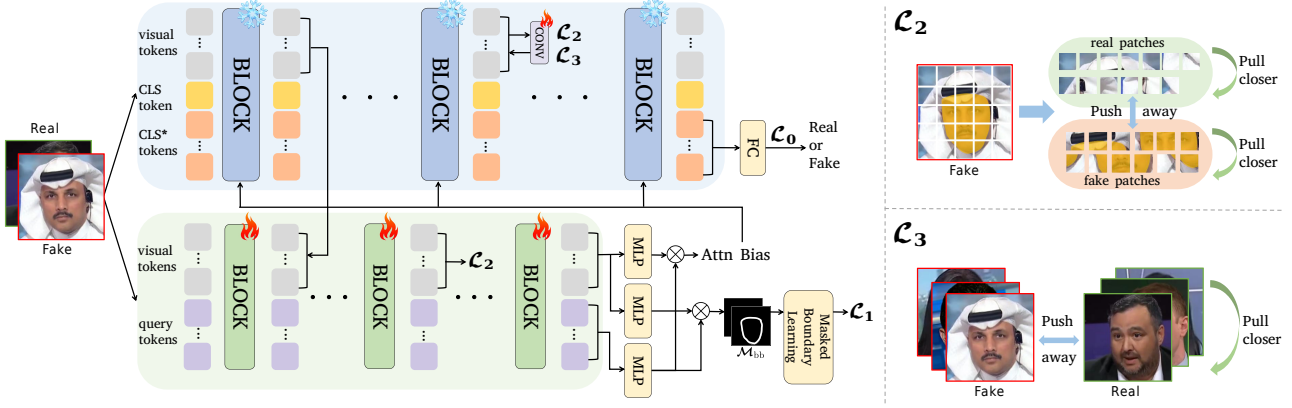 Real
Fake
visual
tokens
CLS
token
CLS*
tokens
BLOCK
BLOCK
CONV
L₂
L₃
BLOCK
FC
L₀
Real
or
Fake
visual
tokens
query
tokens
BLOCK
BLOCK
L₂
BLOCK
MLP
MLP
MLP
Attn Bias
M_bb
Masked
Boundary
Learning
L₁
L₂
Fake
real patches
Push away
fake patches
Pull
closer
Pull
closer
L₃
Fake
Push
away
Real
Pull
closer